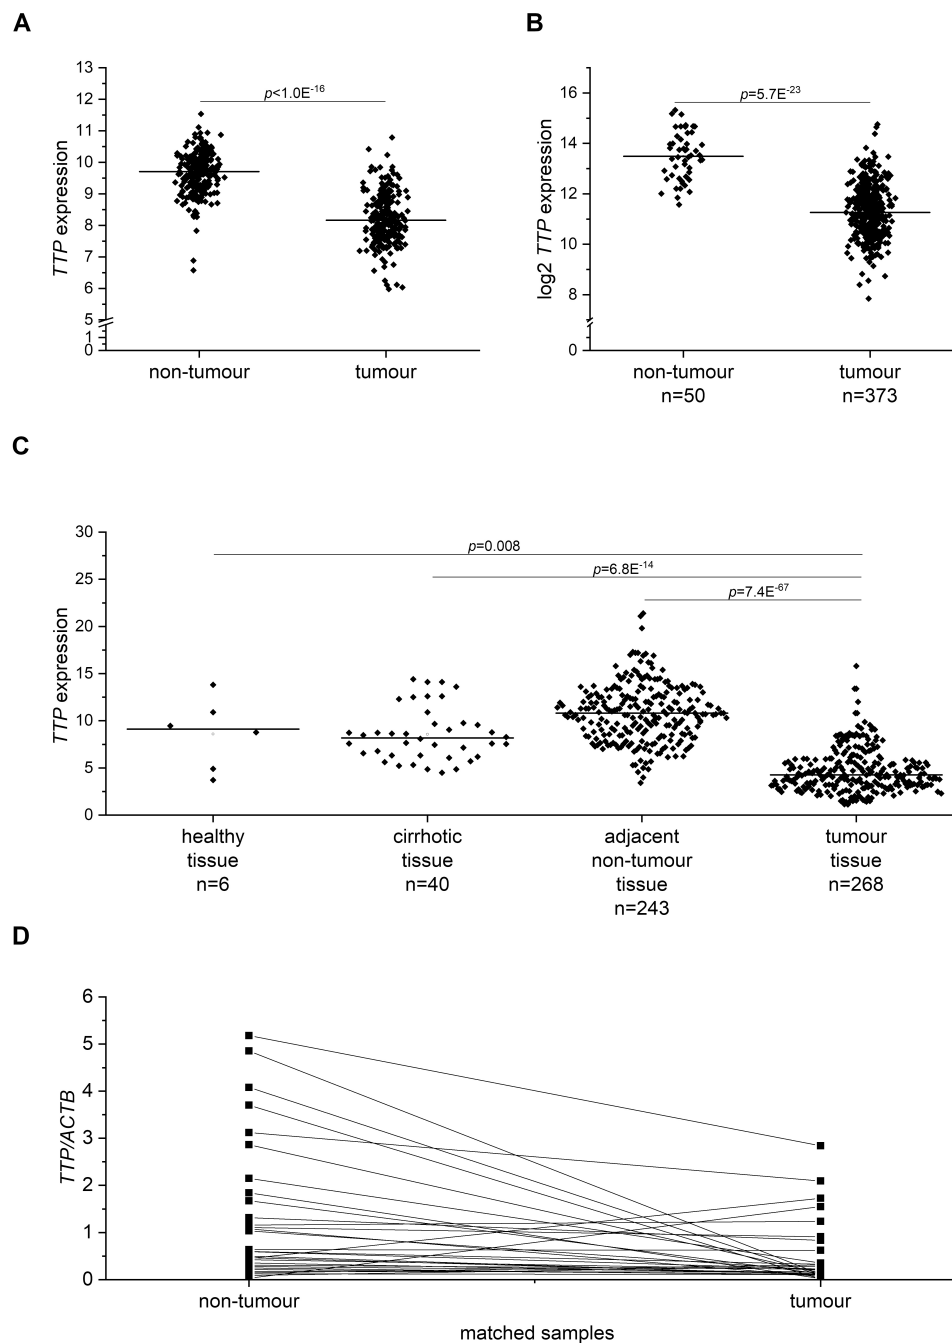 A
B
13
12
11
10
9
8
7
6
5
1
0
TTP expression
p<1.0E-16
non-tumour
tumour
16
14
12
10
8
0
log2 TTP expression
p=5.7E-23
non-tumour
n=50
tumour
n=373
C
30
25
20
15
10
5
0
TTP expression
p=0.008
p=6.8E-14
p=7.4E-67
healthy
tissue
n=6
cirrhotic
tissue
n=40
adjacent
non-tumour
tissue
n=243
tumour
tissue
n=268
D
6
5
4
3
2
1
0
TTP/ACTB
non-tumour
tumour
matched samples